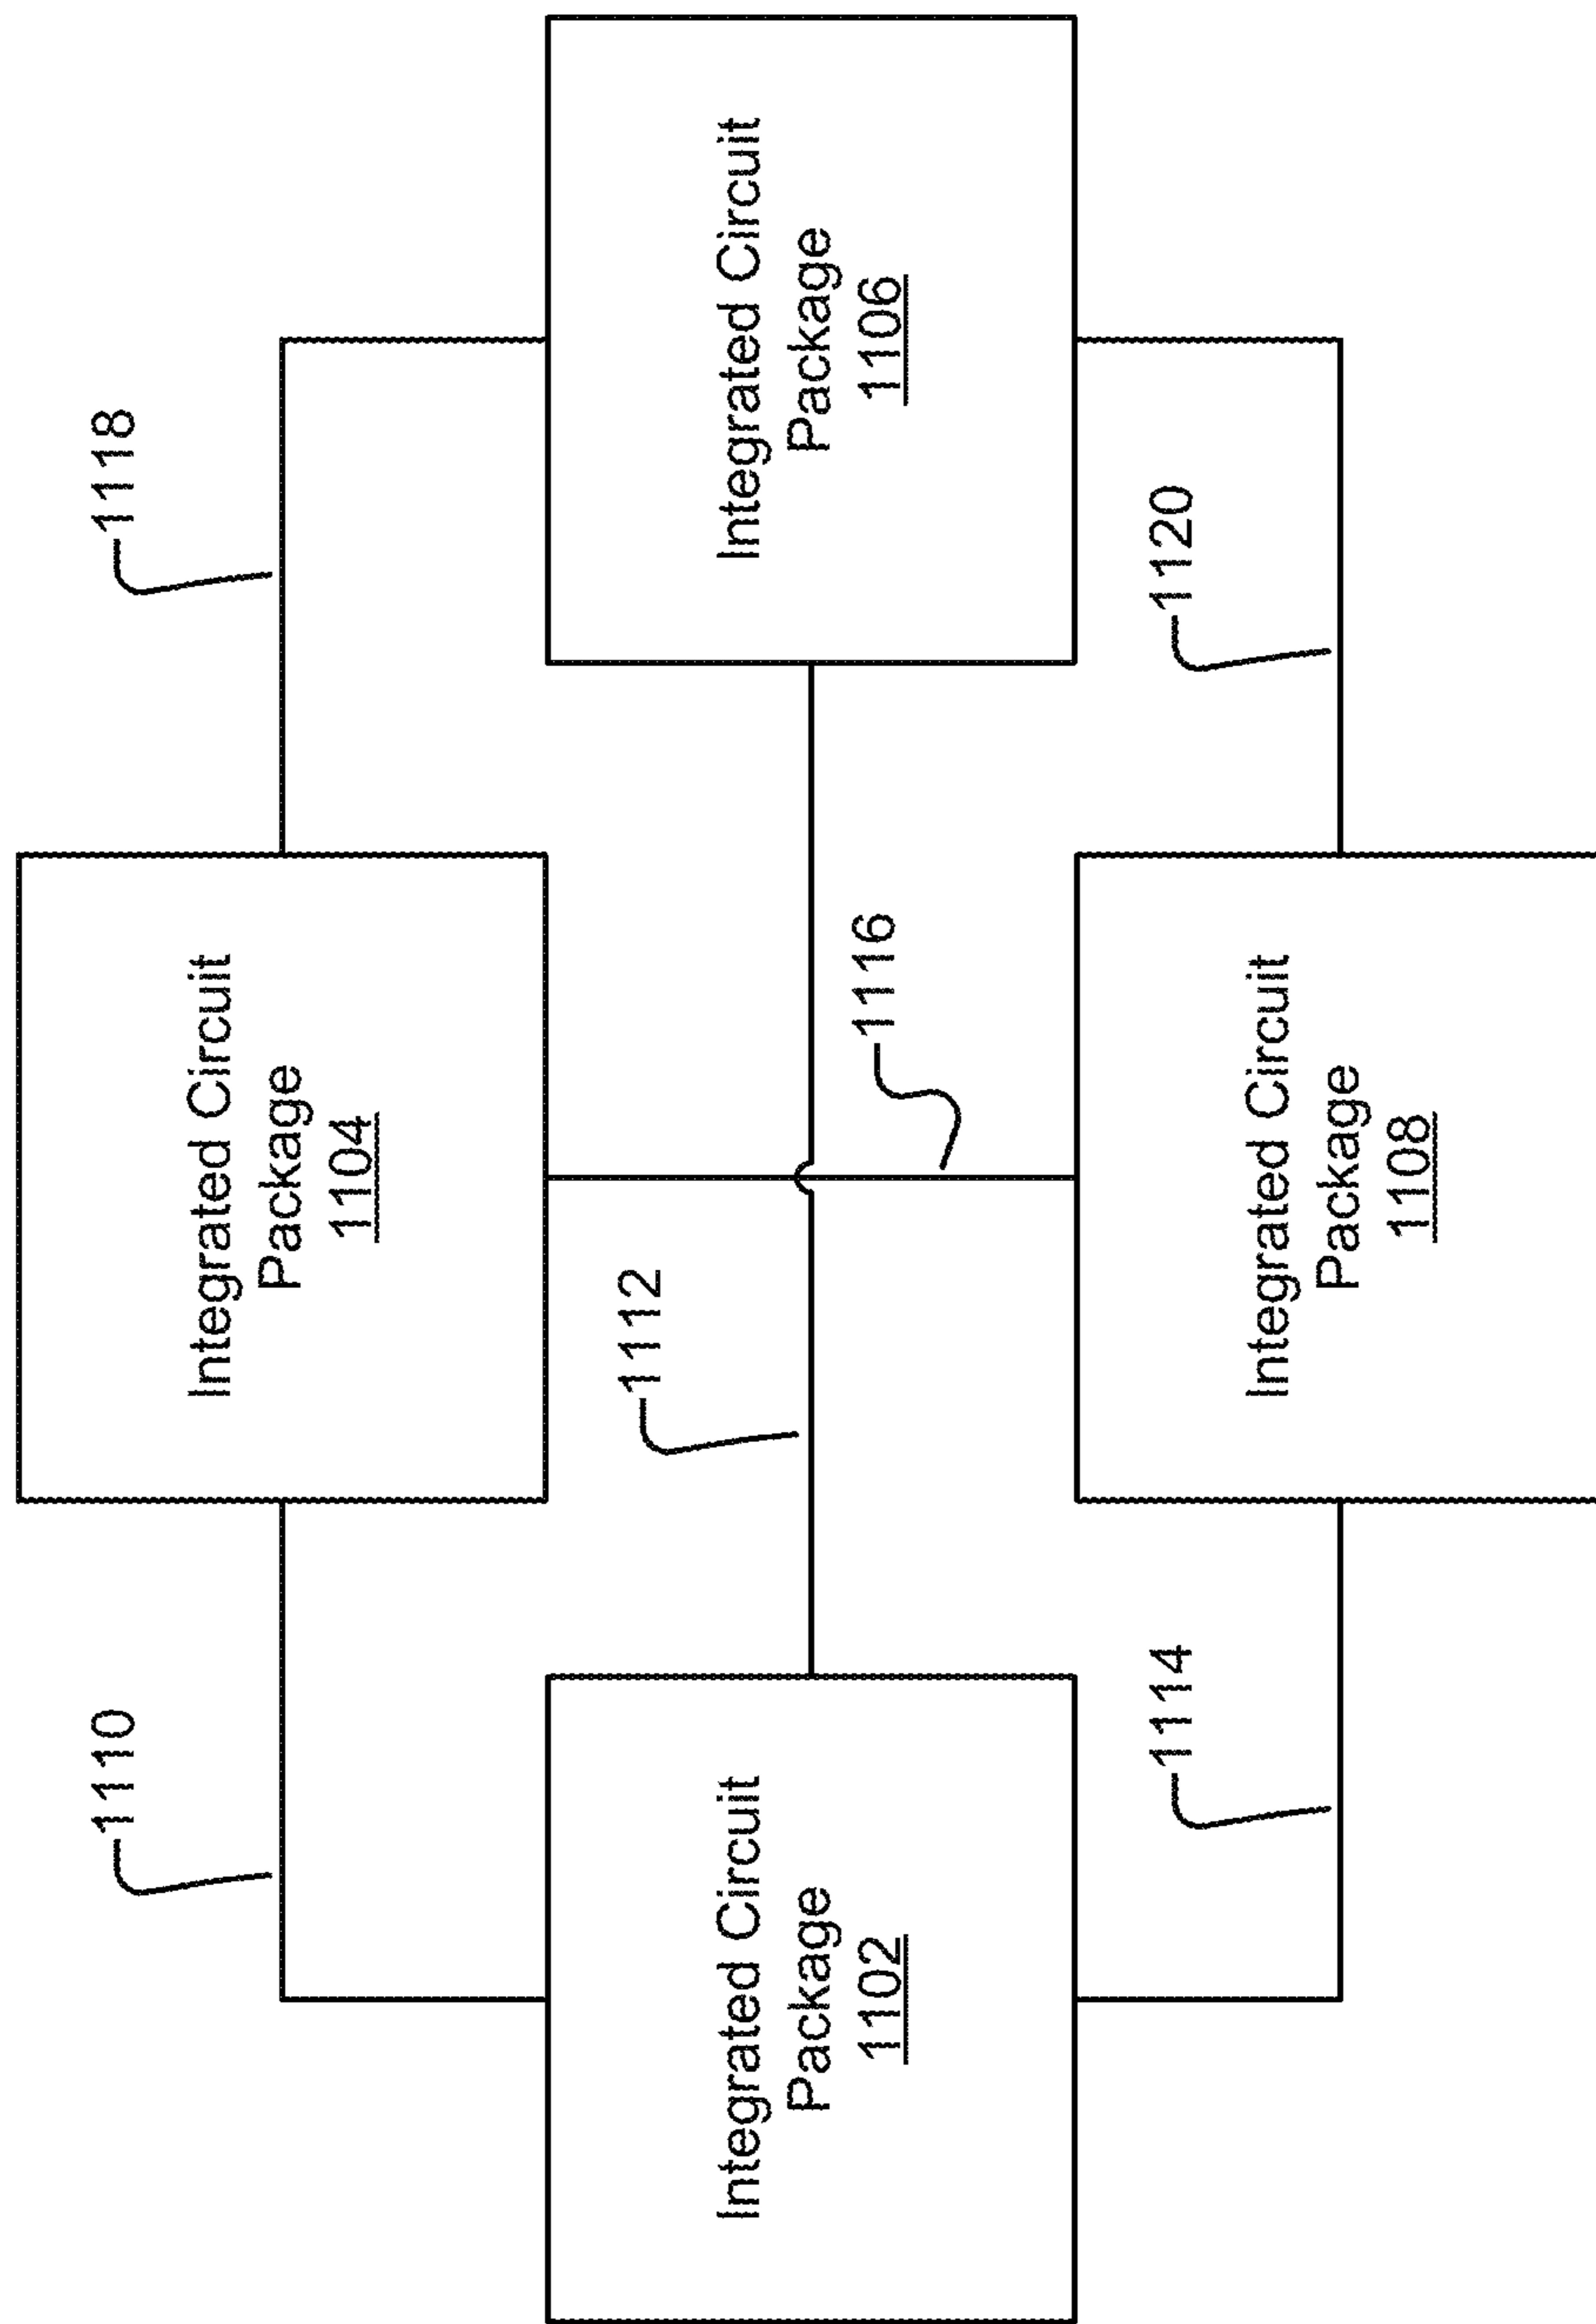 1110
1118
Integrated Circuit
Package
1104
1112
1116
Integrated Circuit
Package
1102
Integrated Circuit
Package
1106
1114
1120
Integrated Circuit
Package
1108